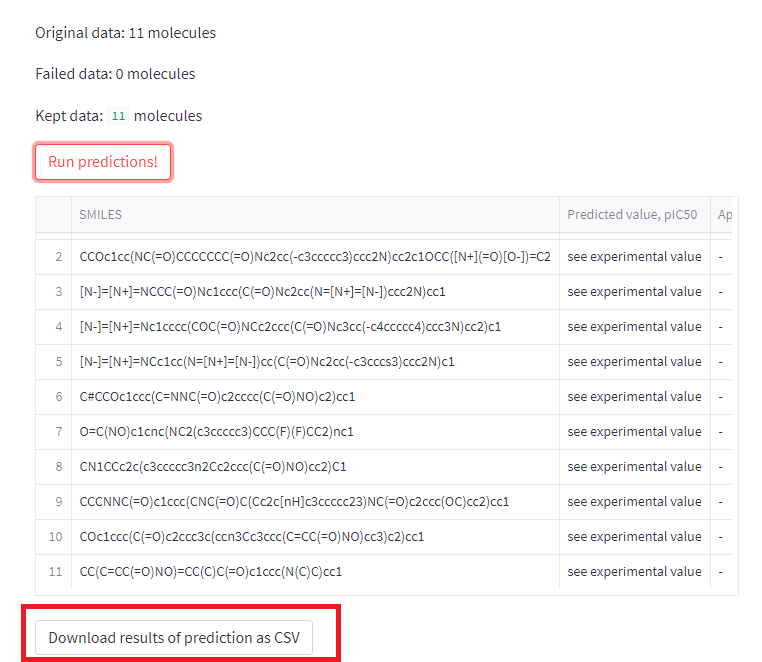 Original data: 11 molecules
Failed data: 0 molecules
Kept data: 11 molecules
Run predictions!
SMILES Predicted value, pIC50 Ap
2 CCOc1cc(NC(=O)CCCCCCC(=O)Nc2cc(-c3ccccc3)ccc2N)cc2c1OCC([N+](=O)[O-])=C2 see experimental value -
3 [N-]=[N+]=NCCC(=O)Nc1ccc(C(=O)Nc2cc(N=[N+]=[N-])ccc2N)cc1 see experimental value -
4 [N-]=[N+]=Nc1cccc(COC(=O)NCc2ccc(C(=O)Nc3cc(-c4ccccc4)ccc3N)cc2)c1 see experimental value -
5 [N-]=[N+]=NCc1cc(N=[N+]=[N-])cc(C(=O)Nc2cc(-c3cccs3)ccc2N)c1 see experimental value -
6 C#CCOc1ccc(C=NNC(=O)c2cccc(C(=O)NO)c2)cc1 see experimental value -
7 O=C(NO)c1cnc(NC2(c3ccccc3)CCC(F)(F)CC2)nc1 see experimental value -
8 CN1CCc2c(c3ccccc3n2Cc2ccc(C(=O)NO)cc2)C1 see experimental value -
9 CCCNNC(=O)c1ccc(CNC(=O)C(Cc2c[nH]c3ccccc23)NC(=O)c2ccc(OC)cc2)cc1 see experimental value -
10 COc1ccc(C(=O)c2ccc3c(ccn3Cc3ccc(C=CC(=O)NO)cc3)c2)cc1 see experimental value -
11 CC(C=CC(=O)NO)=CC(C)C(=O)c1ccc(N(C)C)cc1 see experimental value -
Download results of prediction as CSV